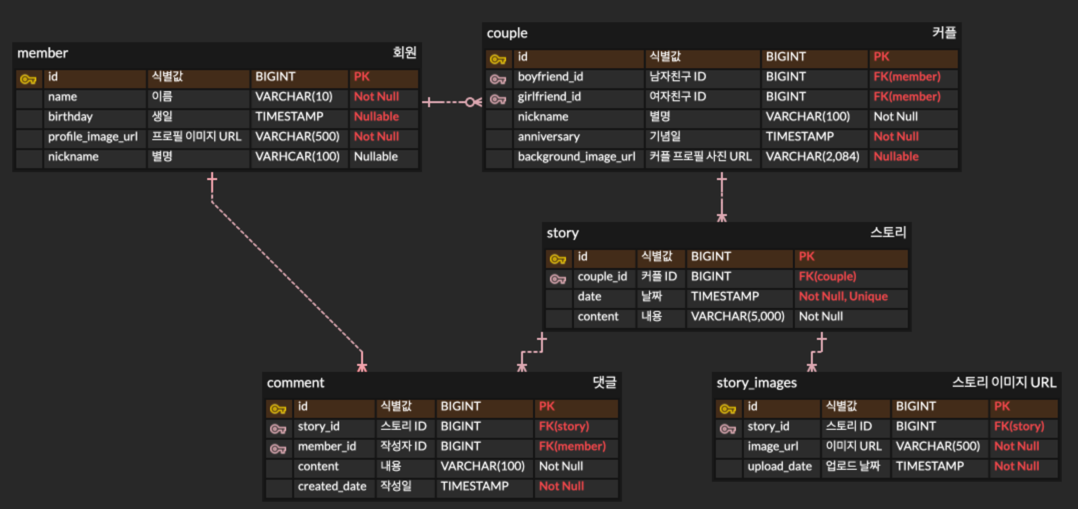 member 회원
id 식별값 BIGINT PK
name 이름 VARCHAR(10) Not Null
birthday 생일 TIMESTAMP Nullable
profile_image_url 프로필 이미지 URL VARCHAR(500) Not Null
nickname 별명 VARHCAR(100) Nullable
couple 커플
id 식별값 BIGINT PK
boyfriend_id 남자친구 ID BIGINT FK(member)
girlfriend_id 여자친구 ID BIGINT FK(member)
nickname 별명 VARCHAR(100) Not Null
anniversary 기념일 TIMESTAMP Not Null
background_image_url 커플 프로필 사진 URL VARCHAR(2,084) Nullable
story 스토리
id 식별값 BIGINT PK
couple_id 커플 ID BIGINT FK(couple)
date 날짜 TIMESTAMP Not Null, Unique
content 내용 VARCHAR(5,000) Not Null
comment 댓글
id 식별값 BIGINT PK
story_id 스토리 ID BIGINT FK(story)
member_id 작성자 ID BIGINT FK(member)
content 내용 VARCHAR(100) Not Null
created_date 작성일 TIMESTAMP Not Null
story_images 스토리 이미지 URL
id 식별값 BIGINT PK
story_id 스토리 ID BIGINT FK(story)
image_url 이미지 URL VARCHAR(500) Not Null
upload_date 업로드 날짜 TIMESTAMP Not Null